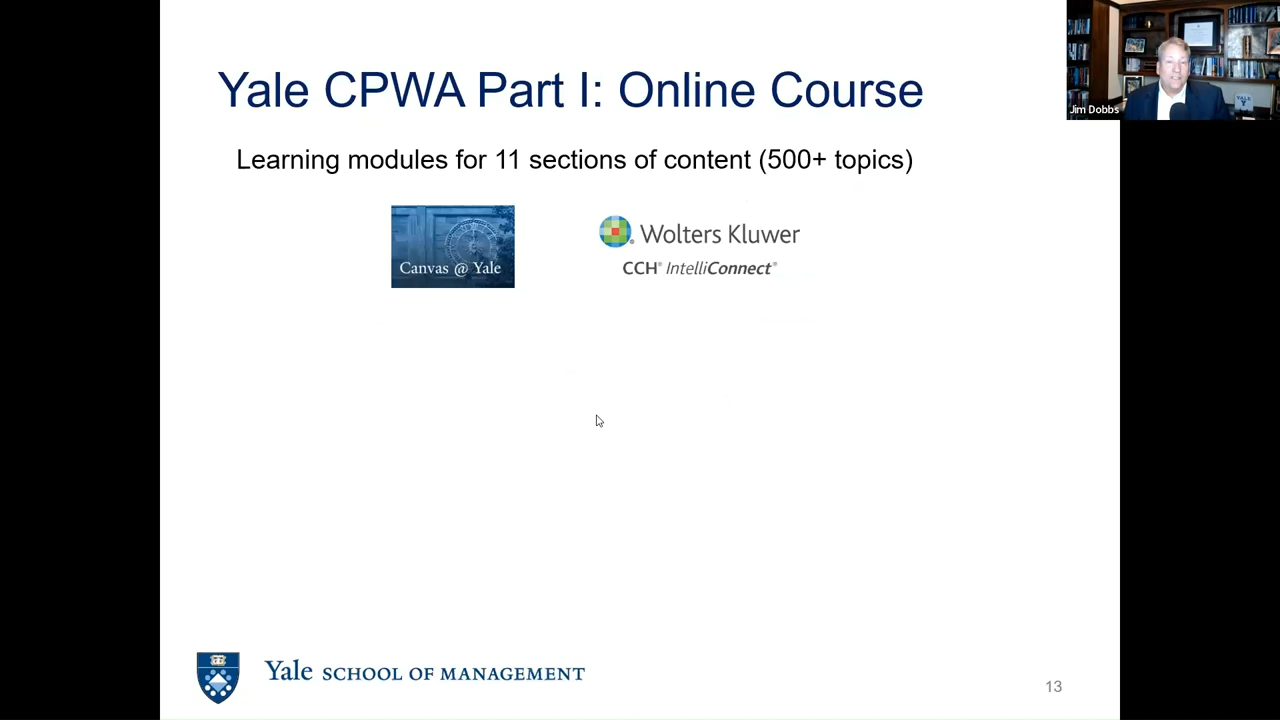 Yale CPWA Part I: Online Course
Jim Dobbs
Learning modules for 11 sections of content (500+ topics)
Canvas @ Yale
Wolters Kluwer
CCH® IntelliConnect®
Yale SCHOOL OF MANAGEMENT
13